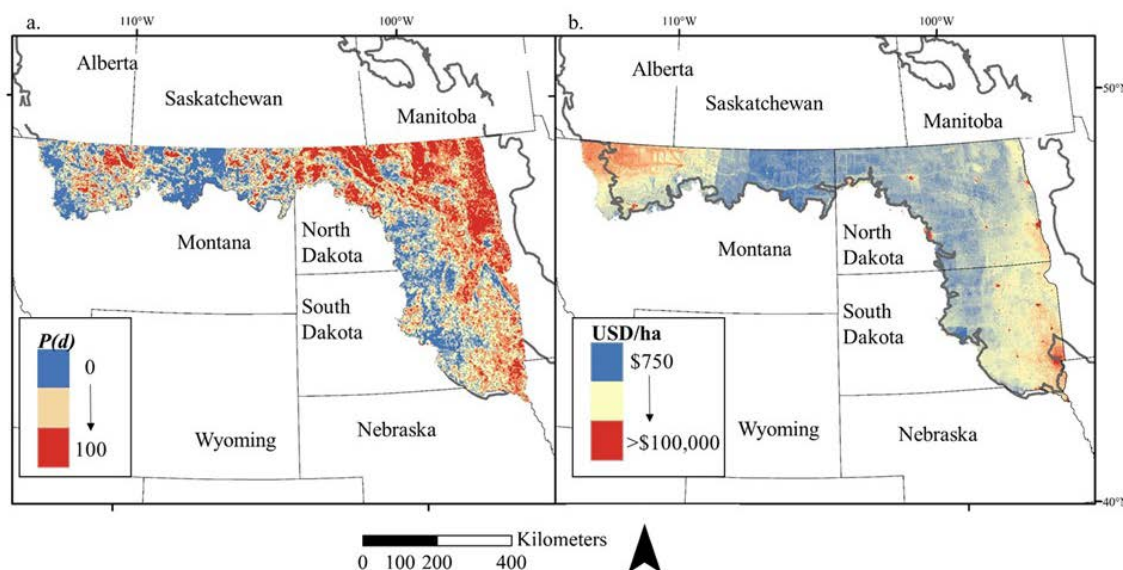 a.
110°W
100°W
Alberta
Saskatchewan
Manitoba
Montana
North
Dakota
South
Dakota
Wyoming
Nebraska
P(d)
0
100
b.
110°W
100°W
50°N
Alberta
Saskatchewan
Manitoba
Montana
North
Dakota
South
Dakota
Wyoming
Nebraska
USD/ha
$750
>$100,000
40°N
Kilometers
0 100 200 400